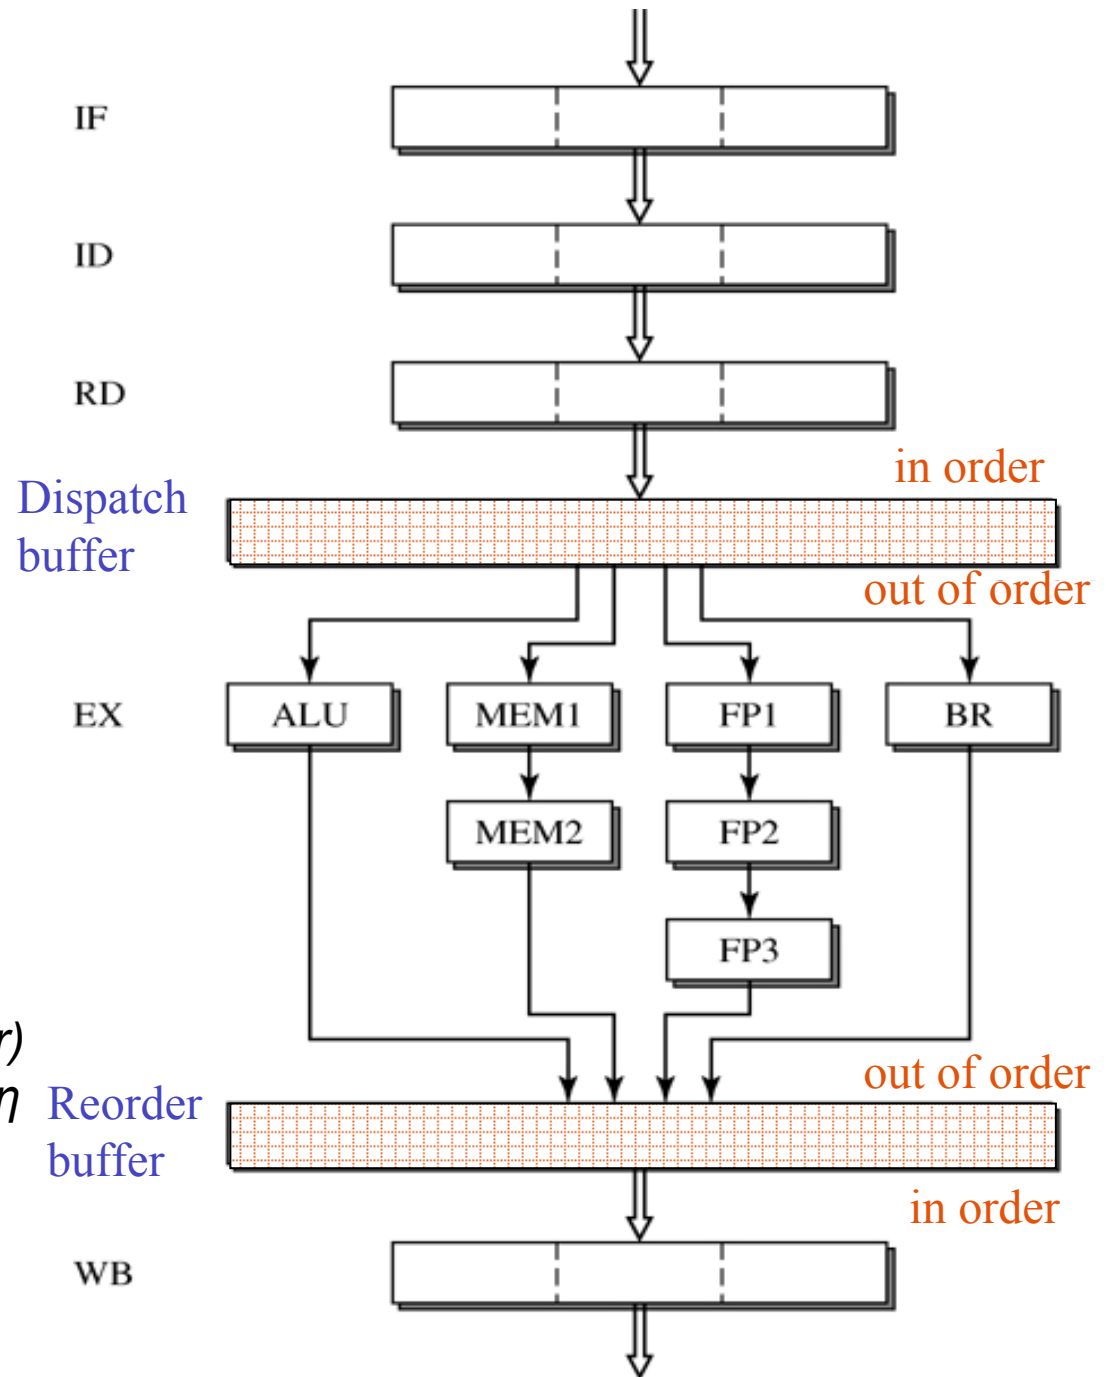 IF
ID
RD
in order
Dispatch
buffer
out of order
EX
ALU
MEM1
FP1
BR
MEM2
FP2
FP3
r)
η
out of order
Reorder
buffer
in order
WB